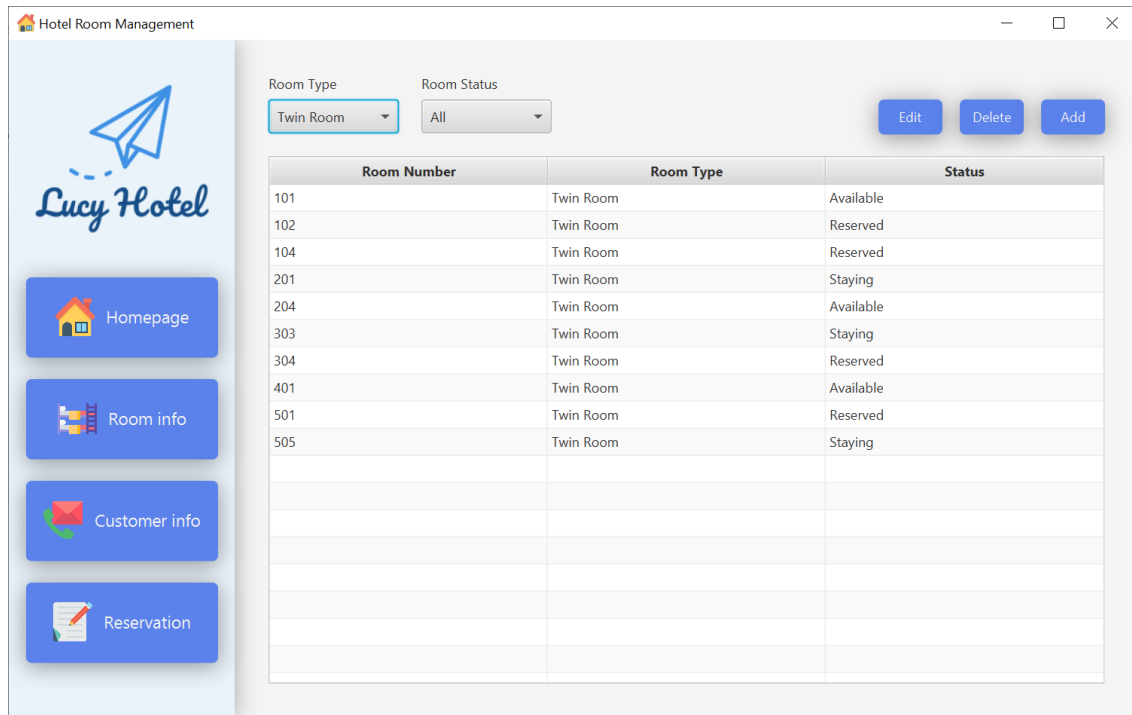 Hotel Room Management
Lucy Hotel
Homepage
Room info
Customer info
Reservation
Room Type Room Status
Twin Room All Edit Delete Add
Room Number Room Type Status
101 Twin Room Available
102 Twin Room Reserved
104 Twin Room Reserved
201 Twin Room Staying
204 Twin Room Available
303 Twin Room Staying
304 Twin Room Reserved
401 Twin Room Available
501 Twin Room Reserved
505 Twin Room Staying